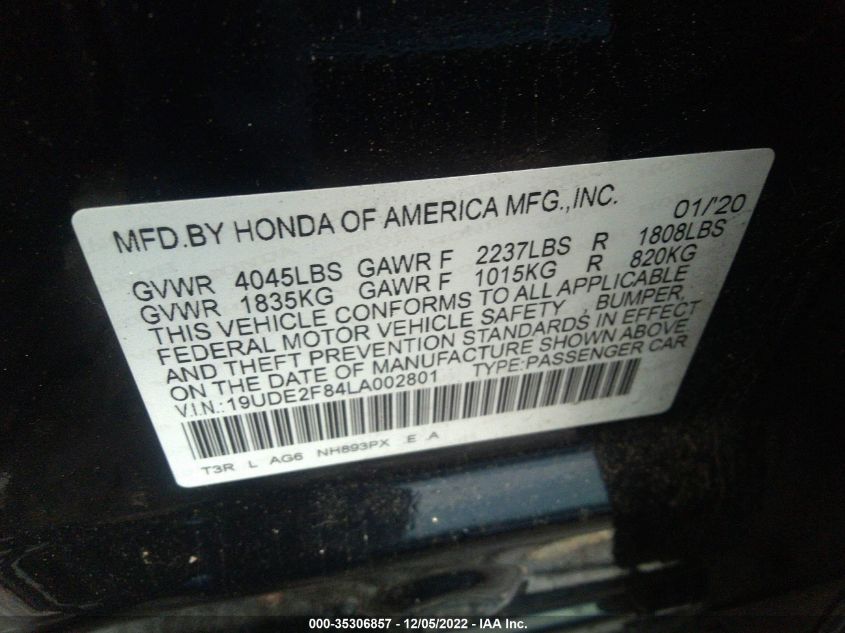 MFD.BY HONDA OF AMERICA MFG.,INC. 01/'20
GVWR 4045LBS GAWR F 2237LBS R 1808LBS
GVWR 1835KG GAWR F 1015KG R 820KG
THIS VEHICLE CONFORMS TO ALL APPLICABLE
FEDERAL MOTOR VEHICLE SAFETY , BUMPER,
AND THEFT PREVENTION STANDARDS IN EFFECT
ON THE DATE OF MANUFACTURE SHOWN ABOVE.
V.I.N.:19UDE2F84LA002801 TYPE:PASSENGER CAR
T3R L AG6 NH893PX .E .A
000-35306857 - 12/05/2022 - IAA Inc.